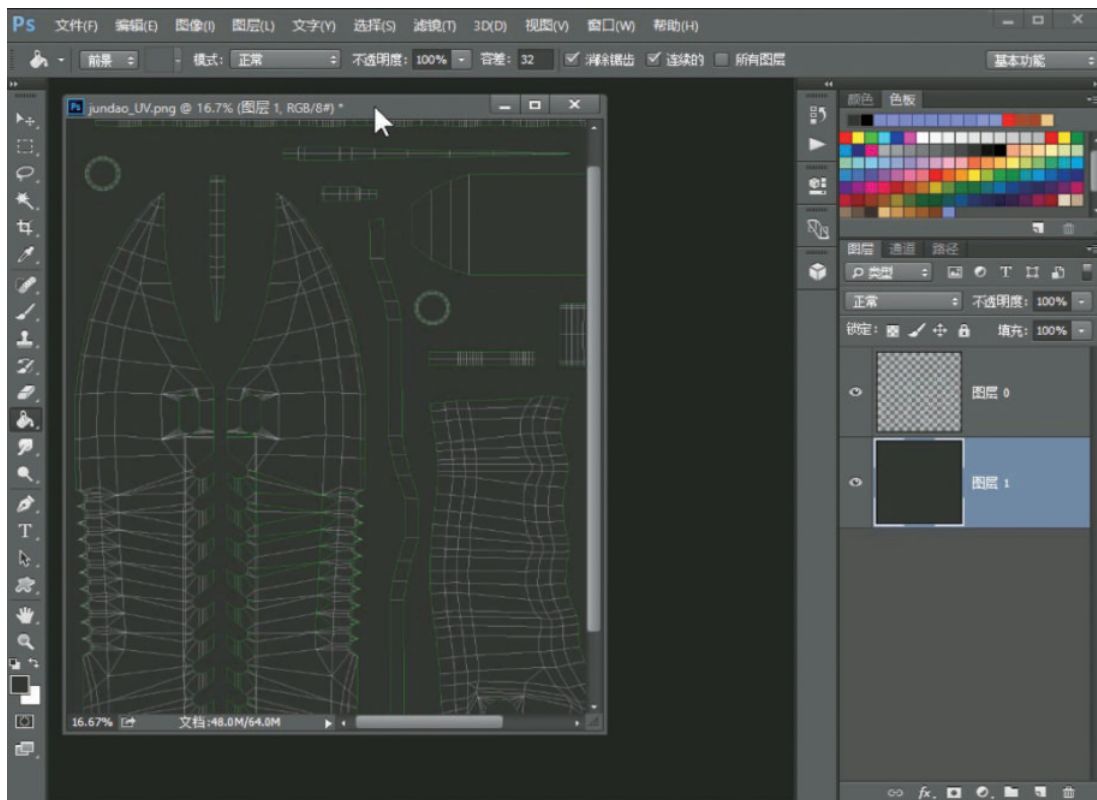 Ps 文件(F) 编辑(E) 图像(I) 图层(L) 文字(Y) 选择(S) 滤镜(T) 3D(D) 视图(V) 窗口(W) 帮助(H)
前景 模式: 正常 不透明度: 100% 容差: 32 消除锯齿 连续的 所有图层 基本功能
Ps jundao_UV.png @ 16.7% (图层 1, RGB/8#) *
颜色 色板
图层 通道 路径
类型
正常 不透明度: 100%
锁定: 填充: 100%
图层 0
图层 1
16.67% 文档:48.0M/64.0M
fx